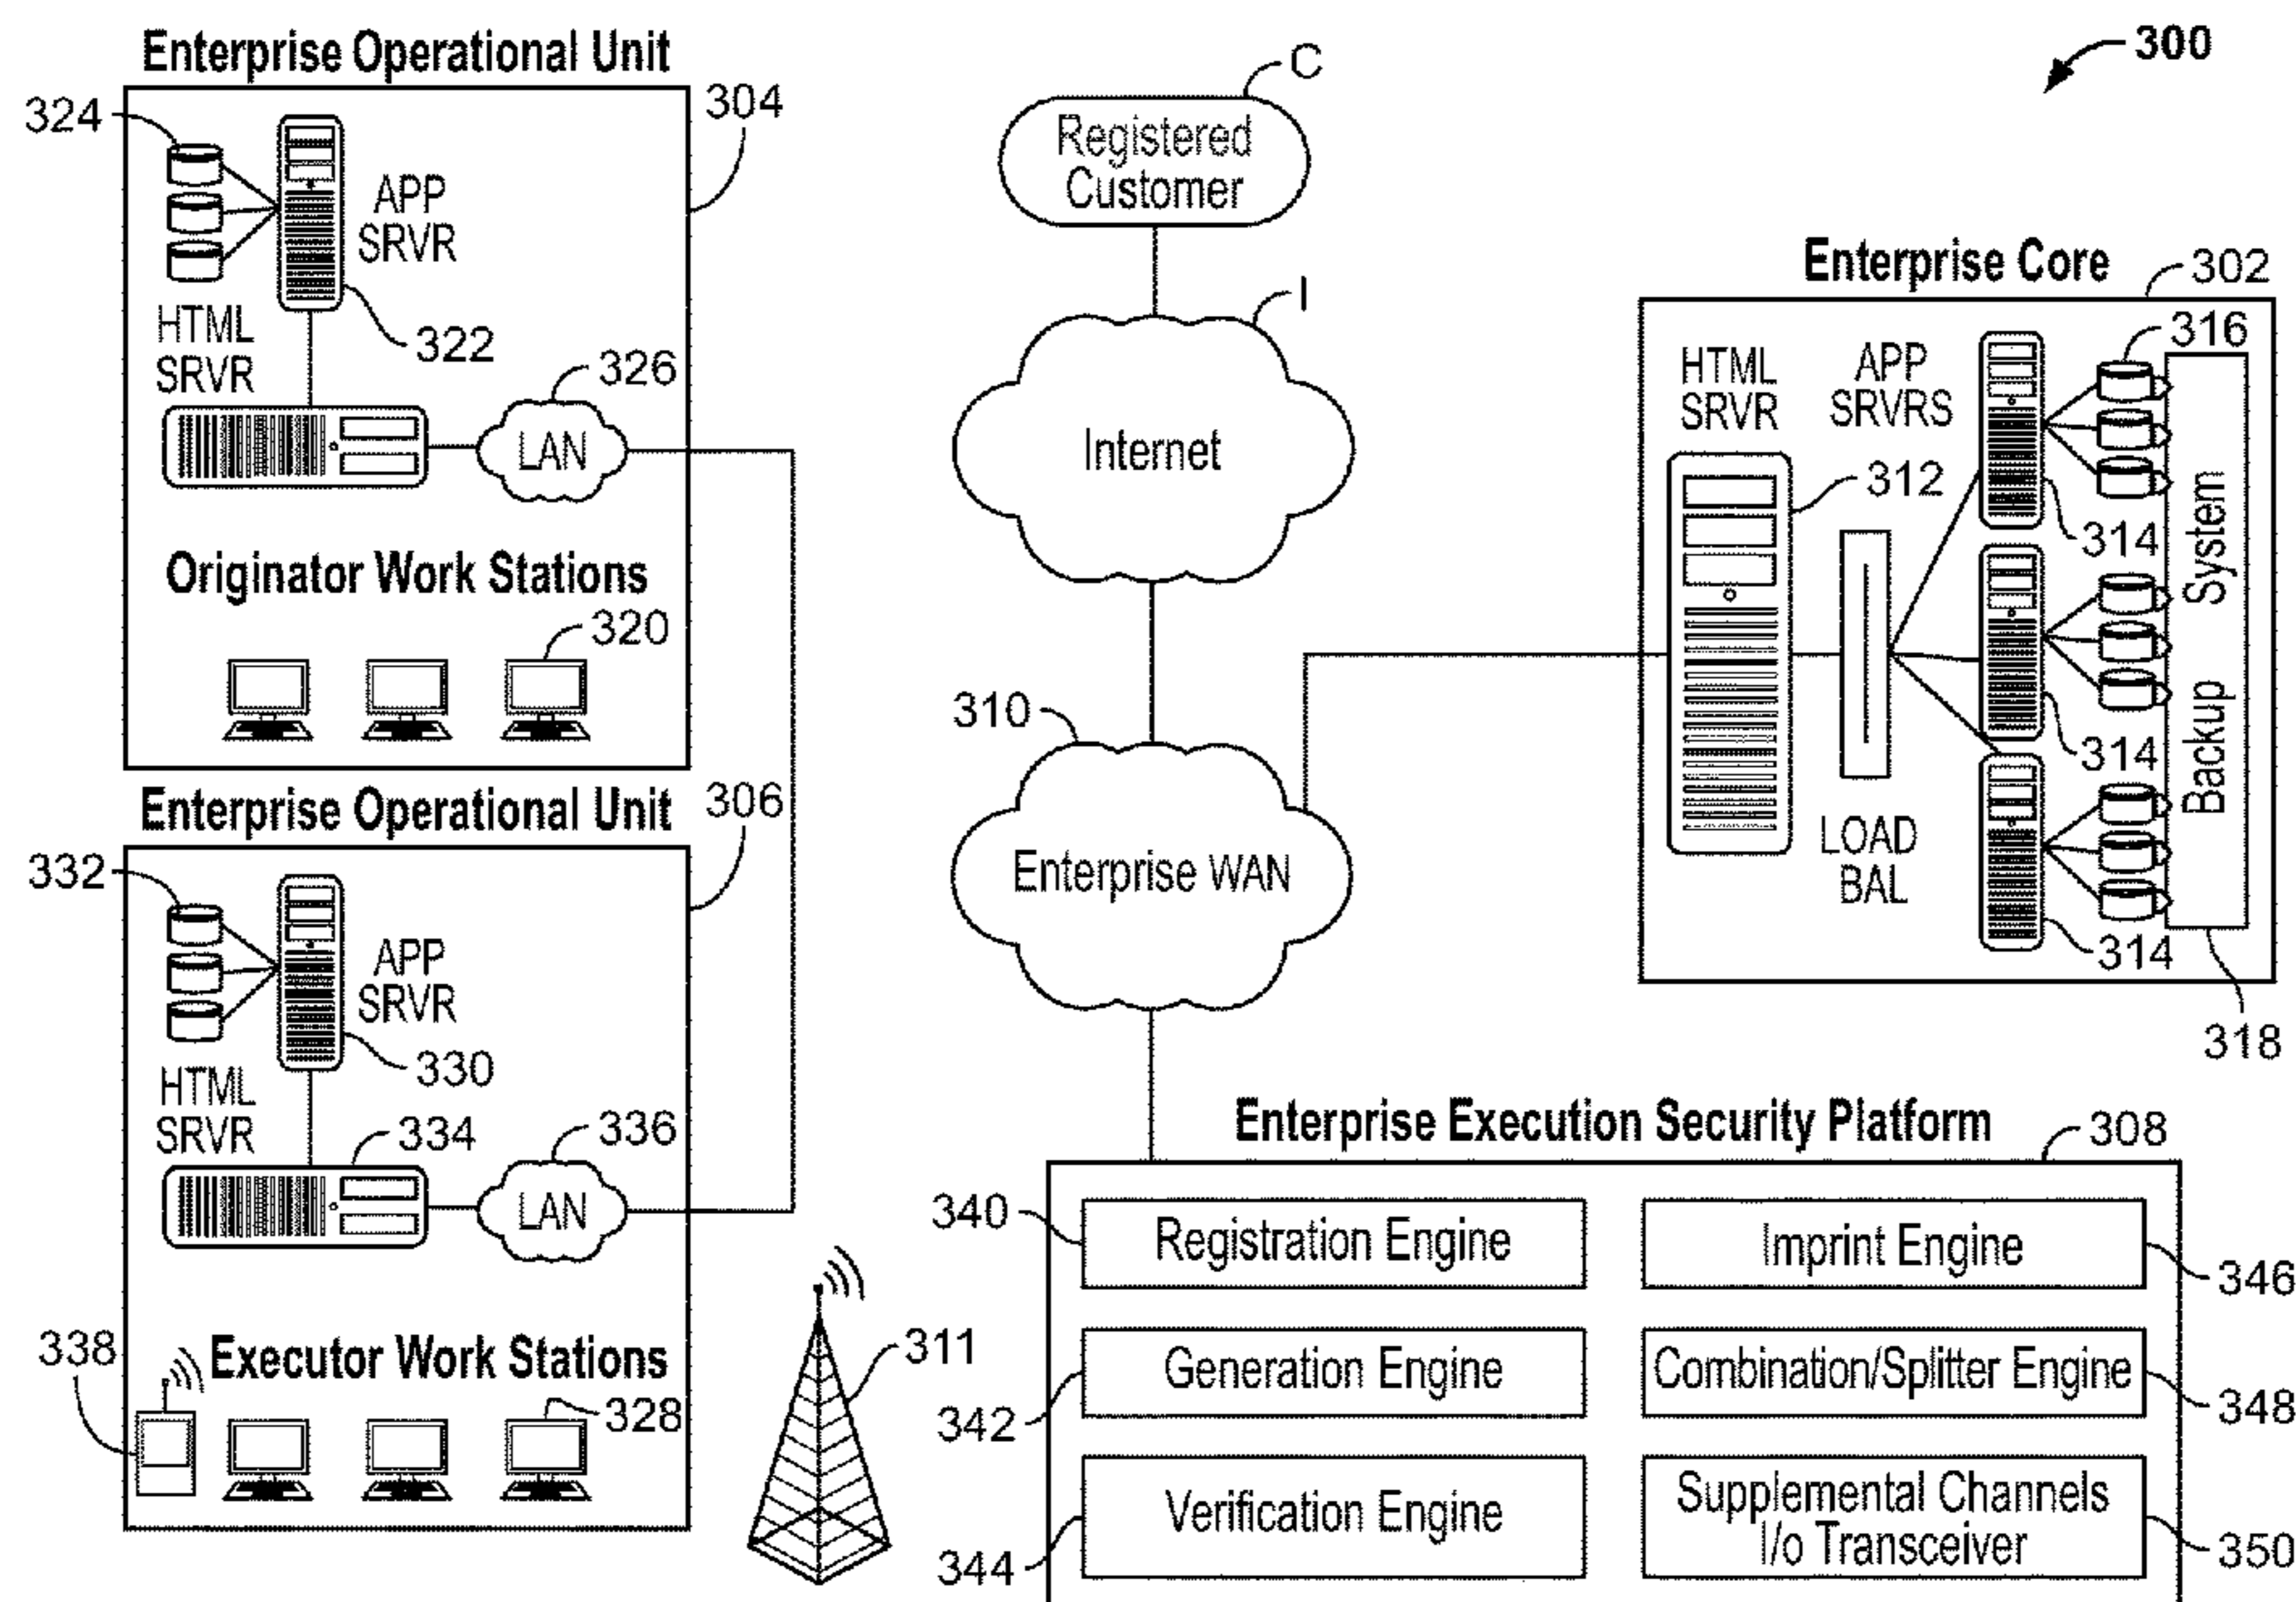 300
Enterprise Operational Unit
304
324
APP
SRVR
322
HTML
SRVR
326
LAN
Originator Work Stations
320
Enterprise Operational Unit
306
332
APP
SRVR
330
HTML
SRVR
334
336
LAN
338
Executor Work Stations
328
311
C
Registered
Customer
I
Internet
310
Enterprise WAN
Enterprise Core
302
HTML
SRVR
APP
SRVRS
316
312
314
314
314
LOAD
BAL
Backup System
318
Enterprise Execution Security Platform
308
340
Registration Engine
Imprint Engine
346
342
Generation Engine
Combination/Splitter Engine
348
344
Verification Engine
Supplemental Channels
I/o Transceiver
350